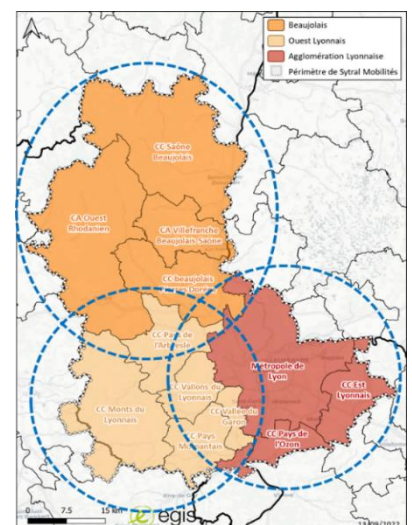 Beaujolais
Ouest Lyonnais
Agglomération Lyonnaise
Périmètre de Sytral Mobilités
CC Saône
Beaujolais
CA Ouest
Rhodanien
CA Villefranche
Beaujolais Saône
CC beaujolais
CC Pays de
l'Arbresle
Métropole de
Lyon
CC Est
Lyonnais
CC Vallons du
Lyonnais
CC Monts du
Lyonnais
CC Vallée du
Garon
CC Pays
CC Pays de
l'Ozon
0 7.5 15 km
egis